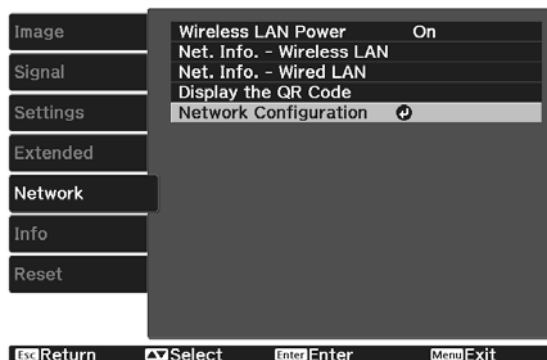 Image
Signal
Settings
Extended
Network
Info
Reset
Wireless LAN Power On
Net. Info. - Wireless LAN
Net. Info. - Wired LAN
Display the QR Code
Network Configuration
Esc Return Select Enter Enter Menu Exit